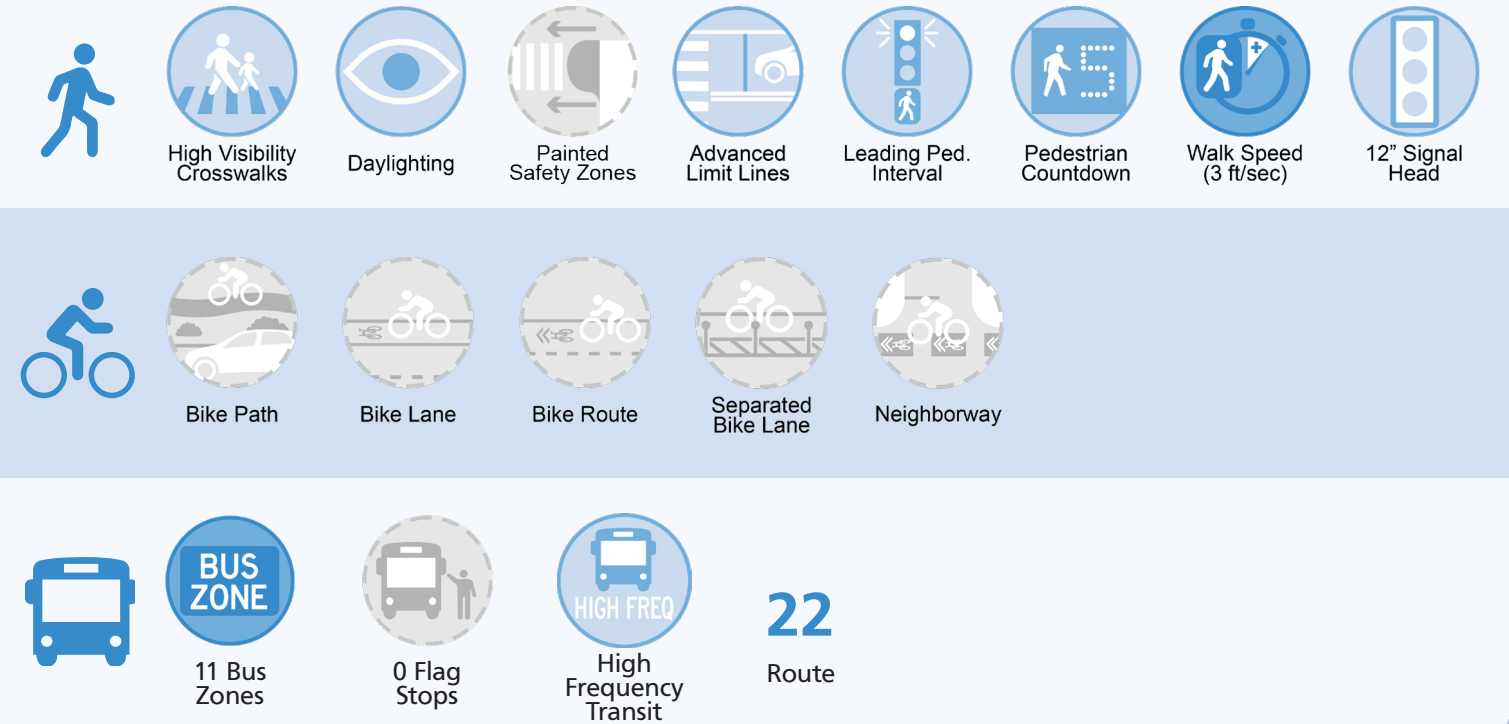 High Visibility
Crosswalks
Daylighting
Painted
Safety Zones
Advanced
Limit Lines
Leading Ped.
Interval
5
Pedestrian
Countdown
Walk Speed
(3 ft/sec)
12” Signal
Head
Bike Path
Bike Lane
Bike Route
Separated
Bike Lane
Neighborway
BUS
ZONE
11 Bus
Zones
0 Flag
Stops
HIGH FREQ
High
Frequency
Transit
22
Route